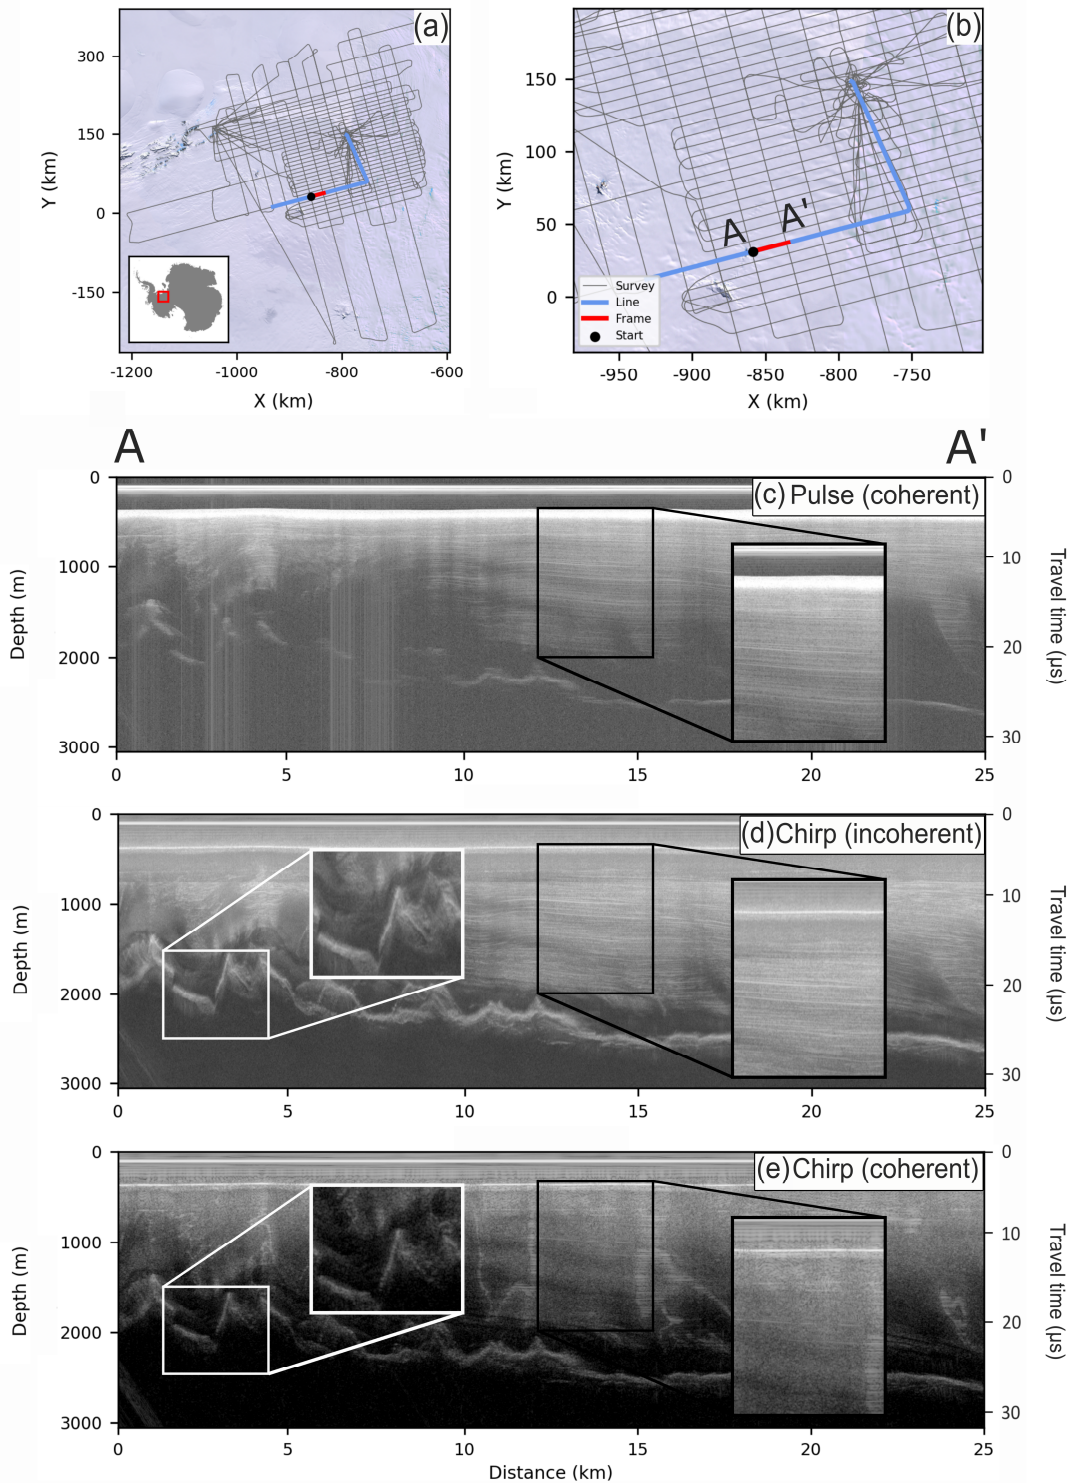 (a)
300
150
0
-150
Y (km)
-1200
-1000
-800
-600
X (km)
(b)
150
100
50
0
Y (km)
A
A'
Survey
Line
Frame
Start
-950
-900
-850
-800
-750
X (km)
A
A'
(c) Pulse (coherent)
0
1000
2000
3000
Depth (m)
0
10
20
30
Travel time (μs)
0
5
10
15
20
25
(d) Chirp (incoherent)
0
1000
2000
3000
Depth (m)
0
10
20
30
Travel time (μs)
0
5
10
15
20
25
(e) Chirp (coherent)
0
1000
2000
3000
Depth (m)
0
10
20
30
Travel time (μs)
0
5
10
15
20
25
Distance (km)